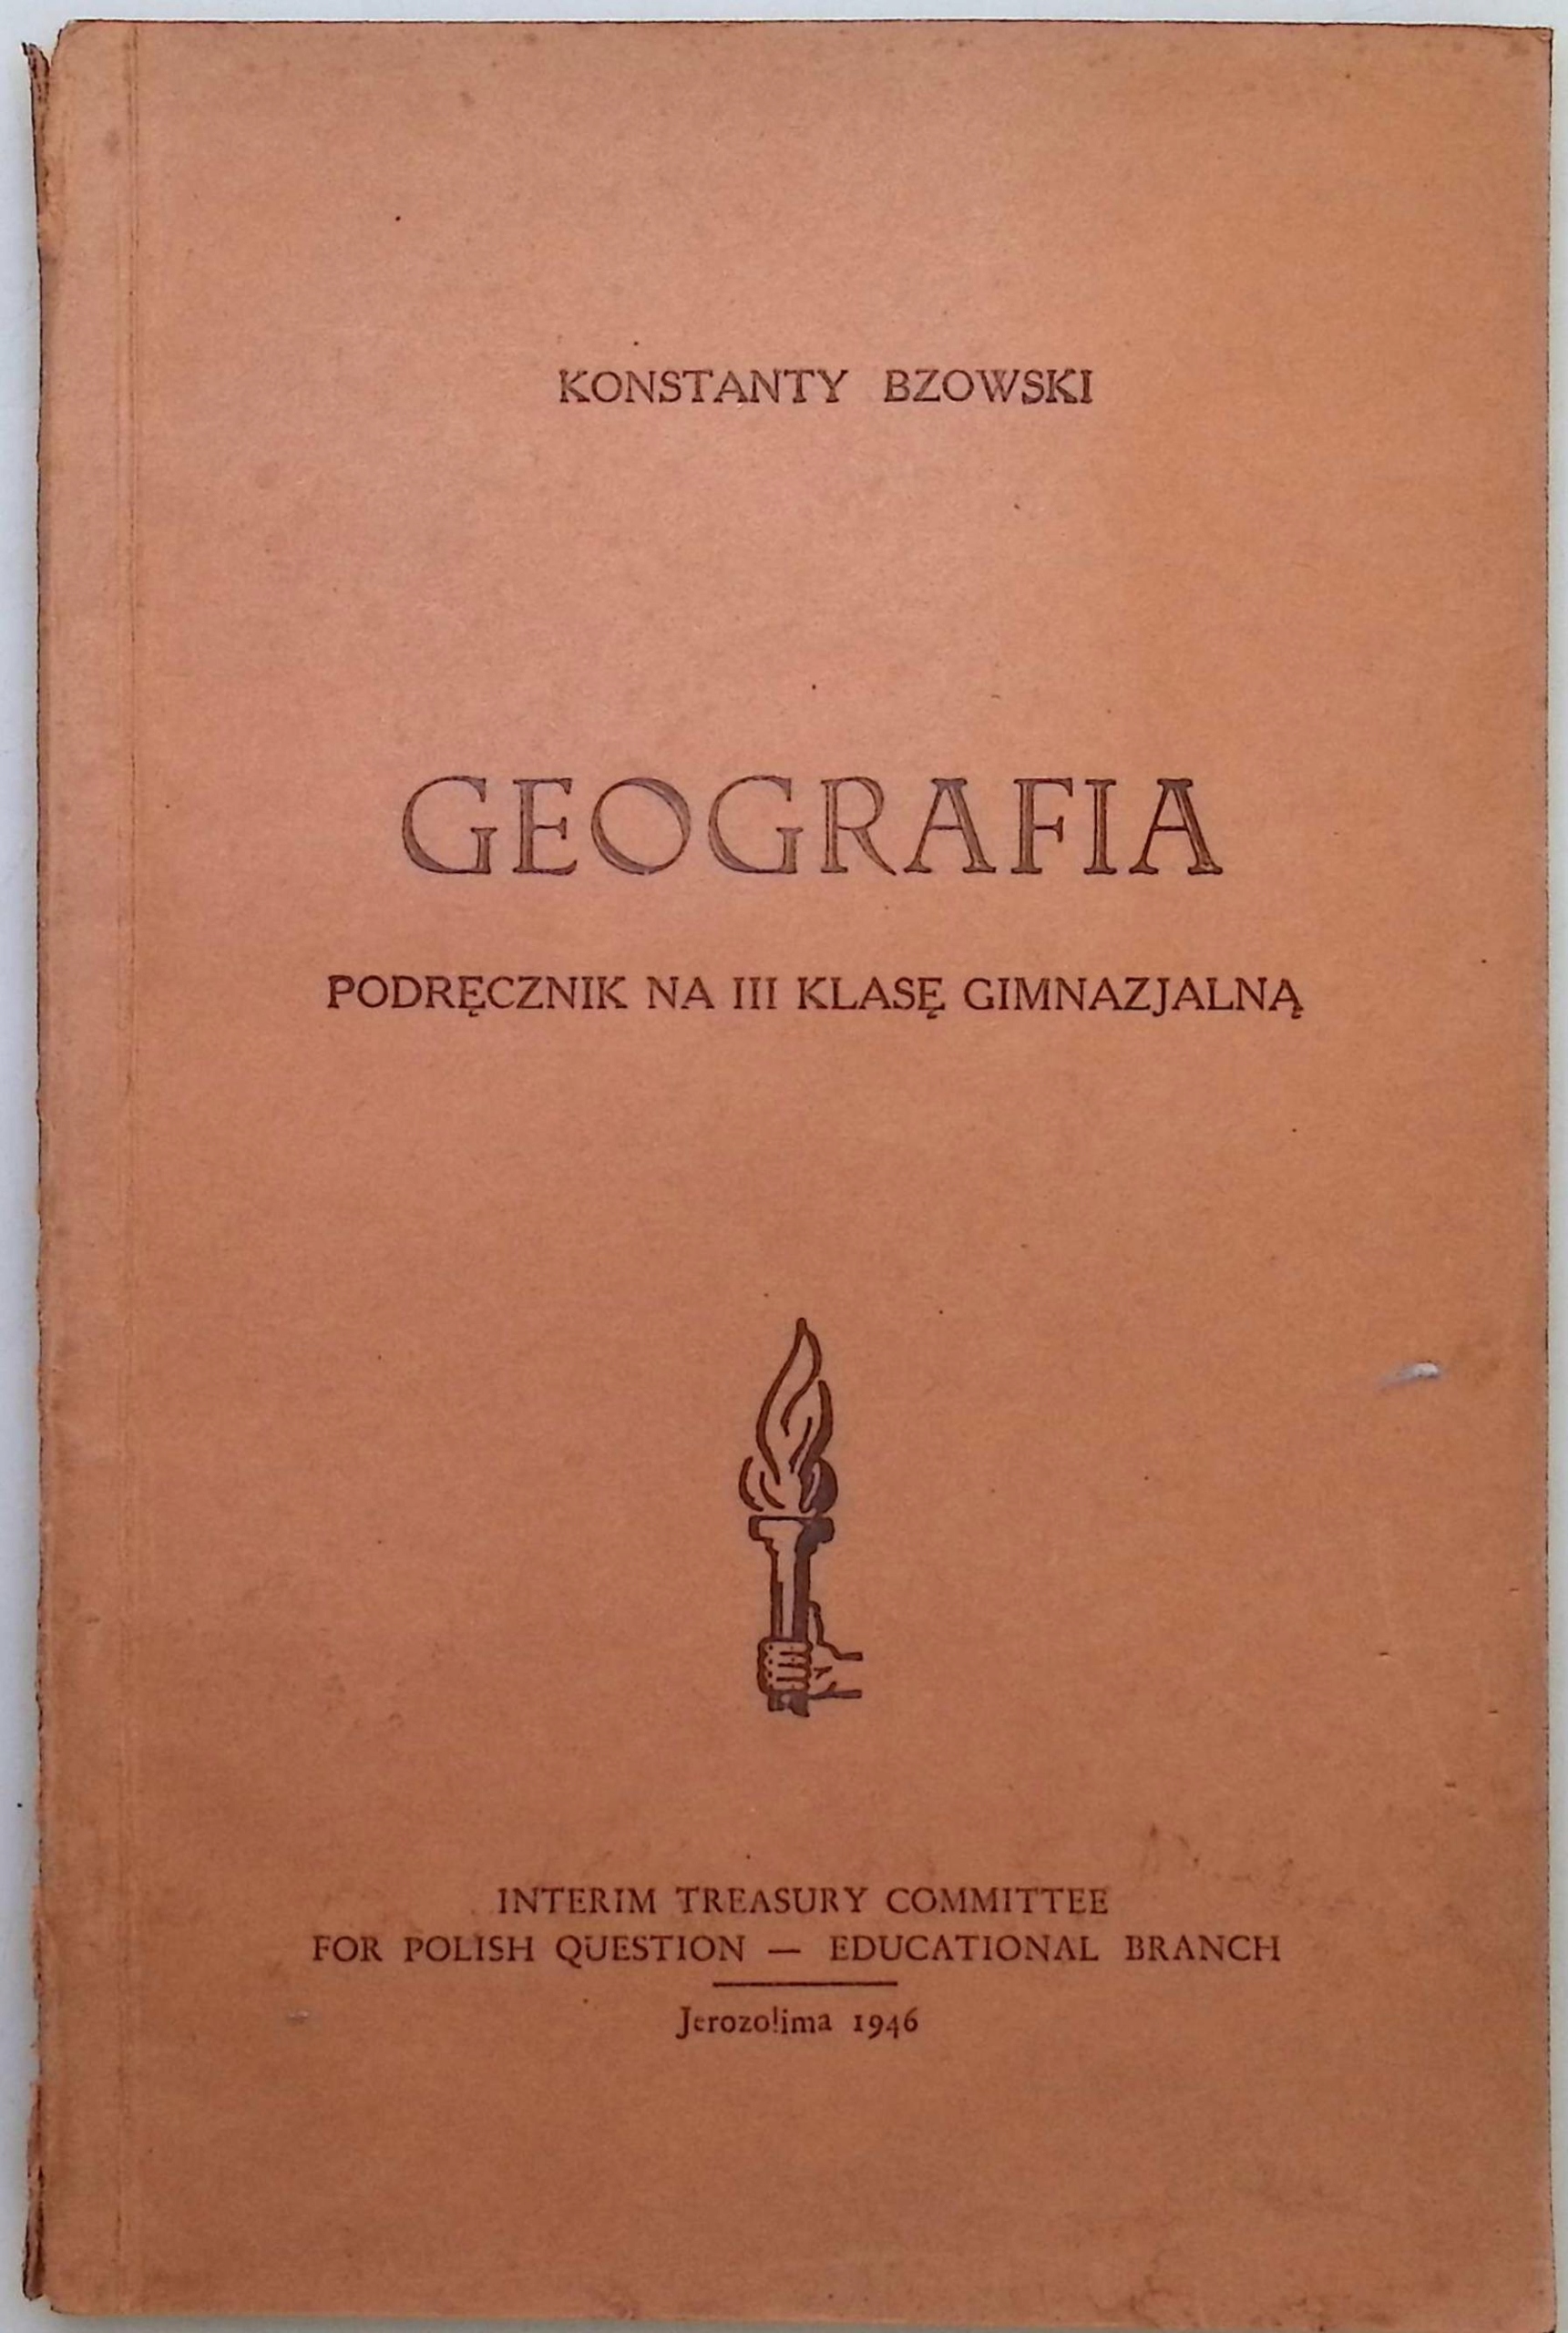 KONSTANTY BZOWSKI
GEOGRAFIA
PODRĘCZNIK NA III KLASĘ GIMNAZJALNĄ
INTERIM TREASURY COMMITTEE
FOR POLISH QUESTION — EDUCATIONAL BRANCH
Jerozolima 1946